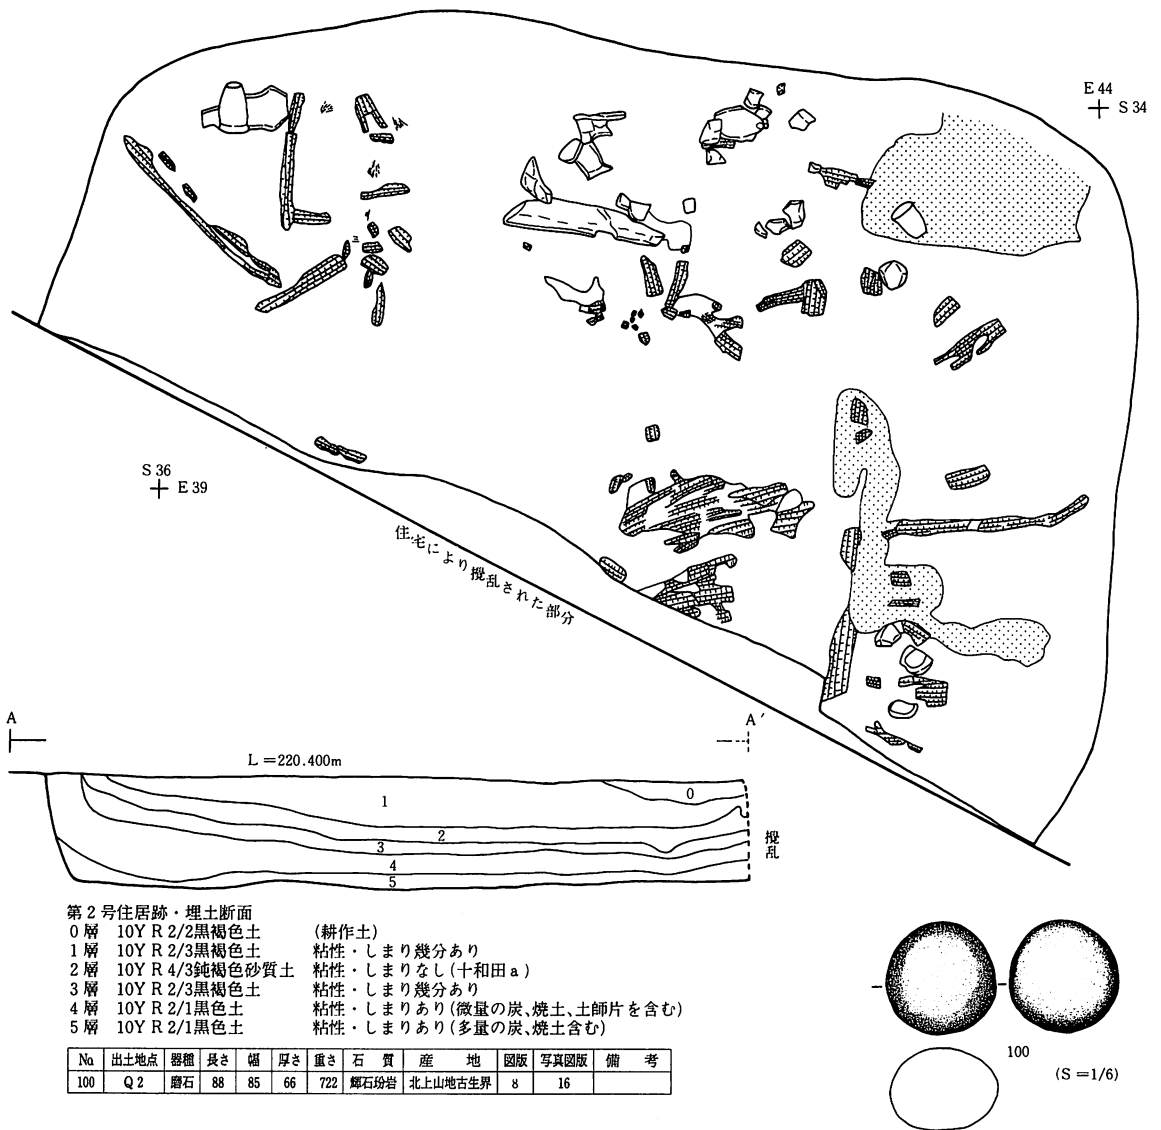 E 44
S 34
S 36
E 39
住宅により攪乱された部分
A
A′
L＝220.400m
0
1
2
3
4
5
攪乱
第2号住居跡・埋土断面
0層 10YR2/2黒褐色土 (耕作土)
1層 10YR2/3黒褐色土 粘性・しまり幾分あり
2層 10YR4/3鈍褐色砂質土 粘性・しまりなし(十和田a)
3層 10YR2/3黒褐色土 粘性・しまり幾分あり
4層 10YR2/1黒色土 粘性・しまりあり(微量の炭、焼土、土師片を含む)
5層 10YR2/1黒色土 粘性・しまりあり(多量の炭、焼土含む)
No 出土地点 器種 長さ 幅 厚さ 重さ 石質 産地 図版 写真図版 備考
100 Q2 磨石 88 85 66 722 輝石玢岩 北上山地古生界 8 16
100
(S＝1/6)